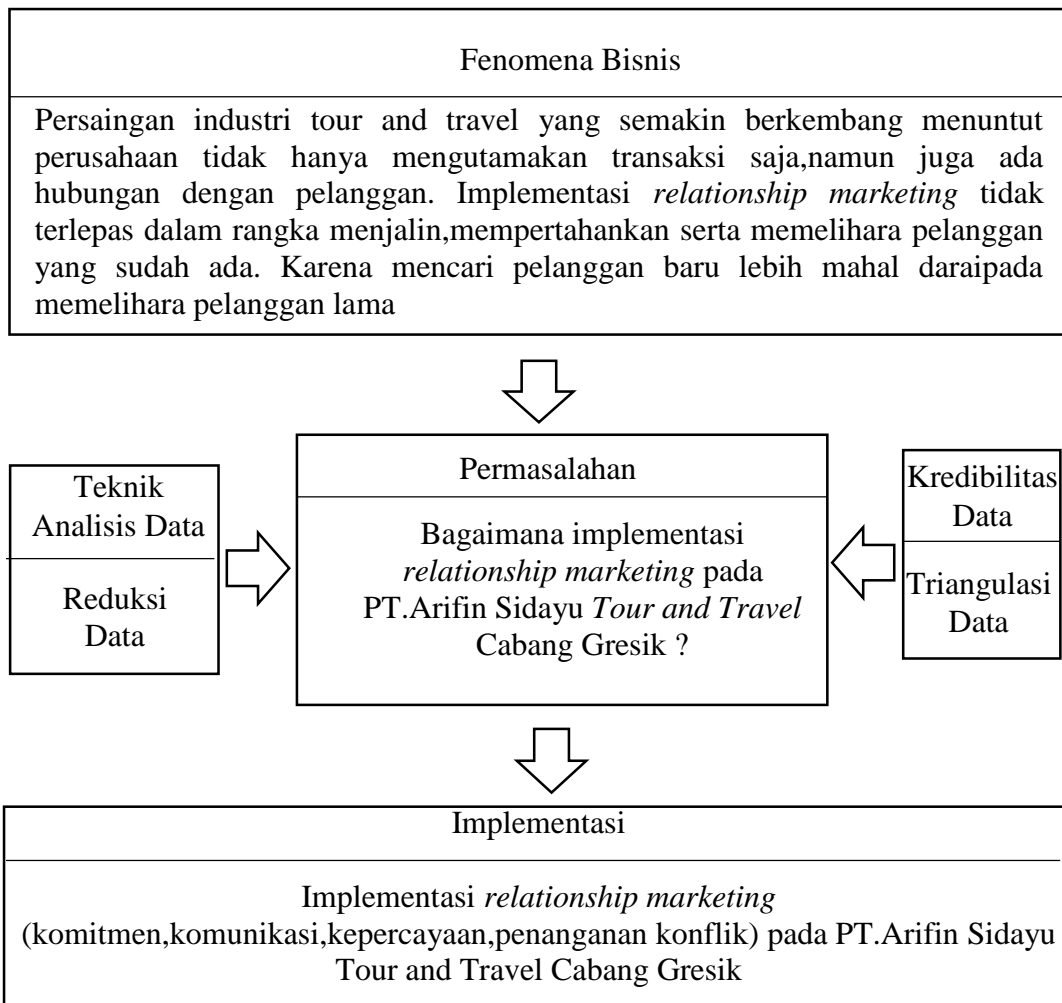 Fenomena Bisnis
Persaingan industri tour and travel yang semakin berkembang menuntut
perusahaan tidak hanya mengutamakan transaksi saja,namun juga ada
hubungan dengan pelanggan. Implementasi relationship marketing tidak
terlepas dalam rangka menjalin,mempertahankan serta memelihara pelanggan
yang sudah ada. Karena mencari pelanggan baru lebih mahal daraipada
memelihara pelanggan lama
Teknik
Analisis Data
Reduksi
Data
Permasalahan
Bagaimana implementasi
relationship marketing pada
PT.Arifin Sidayu Tour and Travel
Cabang Gresik ?
Kredibilitas
Data
Triangulasi
Data
Implementasi
Implementasi relationship marketing
(komitmen,komunikasi,kepercayaan,penanganan konflik) pada PT.Arifin Sidayu
Tour and Travel Cabang Gresik